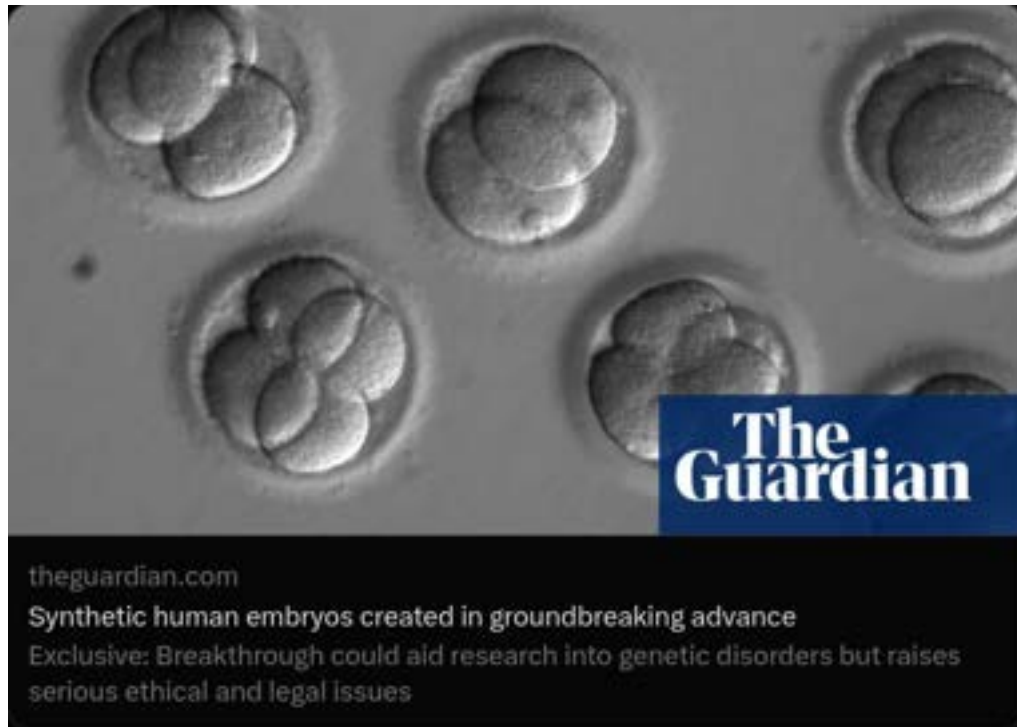 The
Guardian
theguardian.com
Synthetic human embryos created in groundbreaking advance
Exclusive: Breakthrough could aid research into genetic disorders but raises
serious ethical and legal issues